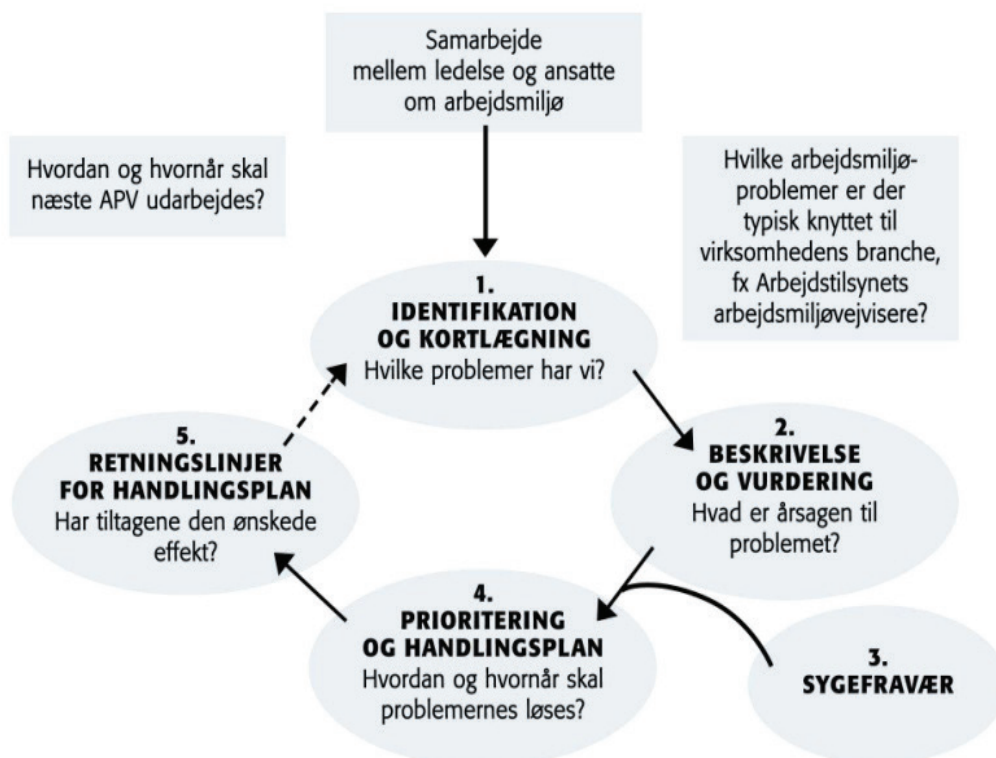 Samarbejde
mellem ledelse og ansatte
om arbejdsmiljø
Hvordan og hvornår skal
næste APV udarbejdes?
Hvilke arbejdsmiljø-
problemer er der
typisk knyttet til
virksomhedens branche,
fx Arbejdstilsynets
arbejdsmiljøvejvisere?
1.
IDENTIFIKATION
OG KORTLÆGNING
Hvilke problemer har vi?
2.
BESKRIVELSE
OG VURDERING
Hvad er årsagen til
problemet?
3.
SYGEFRAVÆR
4.
PRIORITERING
OG HANDLINGSPLAN
Hvordan og hvornår skal
problemernes løses?
5.
RETNINGSLINJER
FOR HANDLINGSPLAN
Har tiltagene den ønskede
effekt?